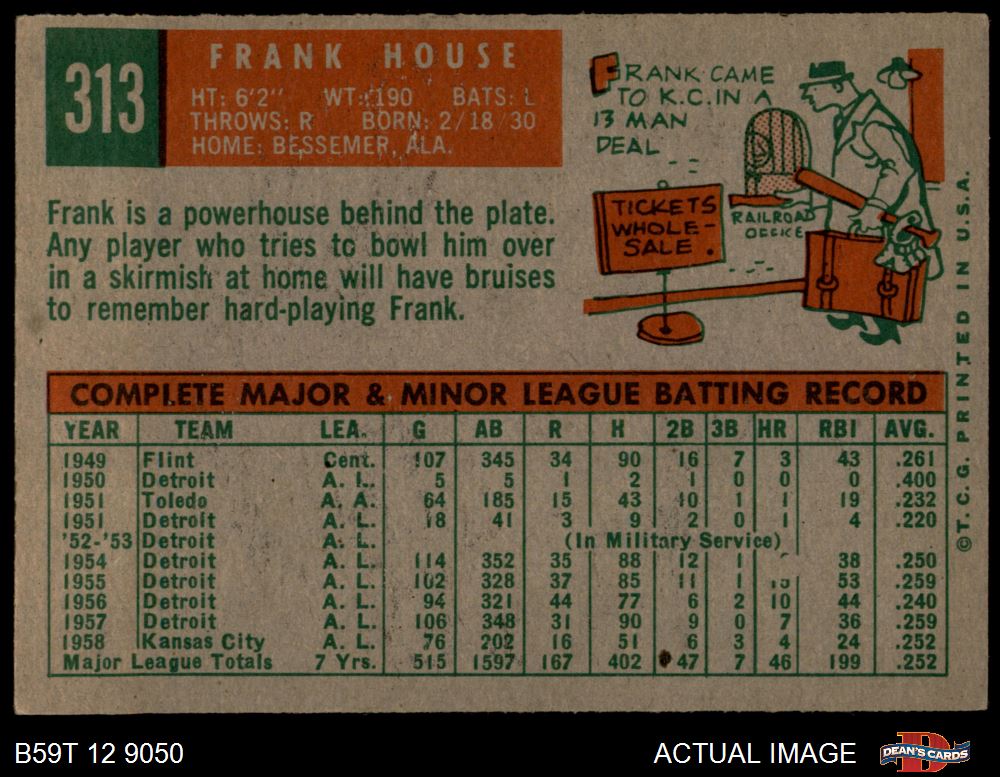 313
FRANK HOUSE
HT: 6'2" WT: 190 BATS: L
THROWS: R BORN: 2/18/30
HOME: BESSEMER, ALA.
FRANK CAME
TO K.C. IN A
13 MAN
DEAL
TICKETS
WHOLE-
SALE.
RAILROAD
OFFICE
Frank is a powerhouse behind the plate.
Any player who tries to bowl him over
in a skirmish at home will have bruises
to remember hard-playing Frank.
COMPLETE MAJOR & MINOR LEAGUE BATTING RECORD
YEAR TEAM LEA. G AB R H 2B 3B HR RBI AVG.
1949 Flint Cent. 107 345 34 90 16 7 3 43 .261
1950 Detroit A. L. 5 5 1 2 1 0 0 0 .400
1951 Toledo A. A. 64 185 15 43 10 1 1 19 .232
1951 Detroit A. L. 18 41 3 9 2 0 1 4 .220
'52-'53 Detroit A. L. (In Military Service)
1954 Detroit A. L. 114 352 35 88 12 1 38 .250
1955 Detroit A. L. 102 328 37 85 11 1 15 53 .259
1956 Detroit A. L. 94 321 44 77 6 2 10 44 .240
1957 Detroit A. L. 106 348 31 90 9 0 7 36 .259
1958 Kansas City A. L. 76 202 16 51 6 3 4 24 .252
Major League Totals 7 Yrs. 515 1597 167 402 47 7 46 199 .252
©T.C.G. PRINTED IN U.S.A.
B59T 12 9050
ACTUAL IMAGE
DEAN'S CARDS